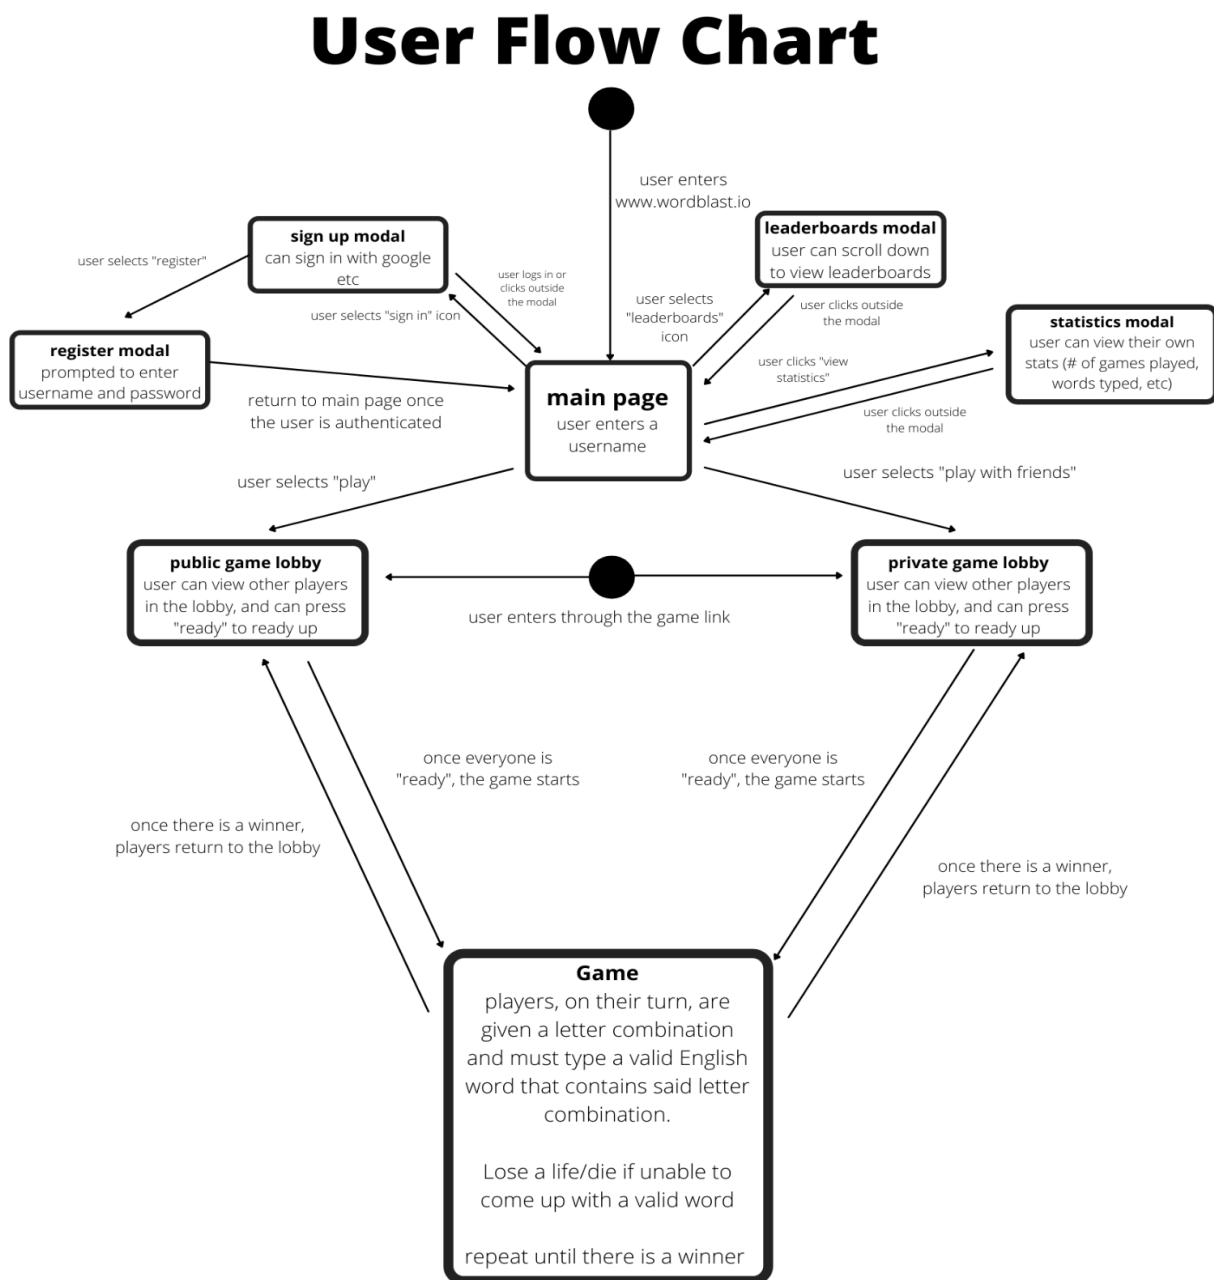 User Flow Chart
user enters
www.wordblast.io
sign up modal
can sign in with google
etc
leaderboards modal
user can scroll down
to view leaderboards
user selects "register"
user logs in or
clicks outside
the modal
user selects "sign in" icon
user selects
"leaderboards"
icon
user clicks outside
the modal
statistics modal
user can view their own
stats (# of games played,
words typed, etc)
register modal
prompted to enter
username and password
user clicks "view
statistics"
main page
user enters a
username
return to main page once
the user is authenticated
user clicks outside
the modal
user selects "play"
user selects "play with friends"
public game lobby
user can view other players
in the lobby, and can press
"ready" to ready up
user enters through the game link
private game lobby
user can view other players
in the lobby, and can press
"ready" to ready up
once everyone is
"ready", the game starts
once everyone is
"ready", the game starts
once there is a winner,
players return to the lobby
once there is a winner,
players return to the lobby
Game
players, on their turn, are
given a letter combination
and must type a valid English
word that contains said letter
combination.
Lose a life/die if unable to
come up with a valid word
repeat until there is a winner